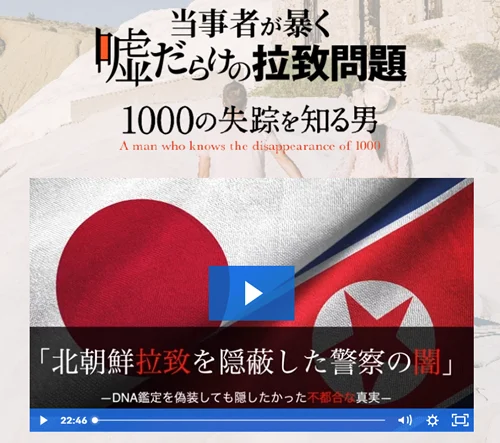 当事者が暴く
嘘だらけの拉致問題
1000の失踪を知る男
A man who knows the disappearance of 1000
「北朝鮮拉致を隠蔽した警察の闇」
—DNA鑑定を偽装しても隠したかった不都合な真実—
22:46